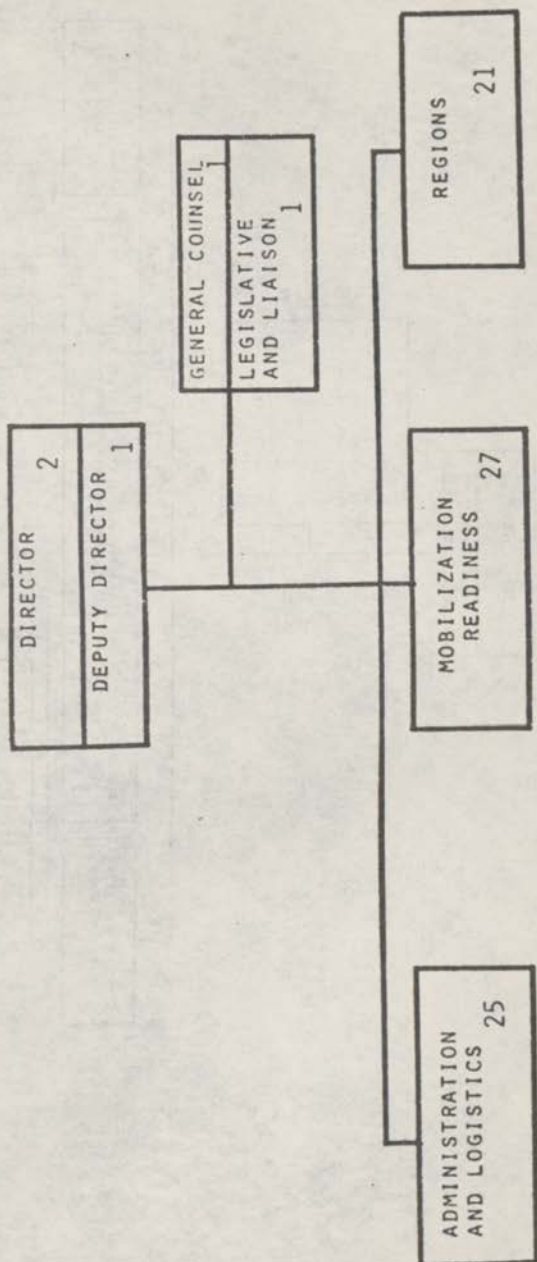 DIRECTOR 2
DEPUTY DIRECTOR 1
GENERAL COUNSEL 1
LEGISLATIVE
AND LIAISON 1
ADMINISTRATION
AND LOGISTICS
25
MOBILIZATION
READINESS
27
REGIONS
21